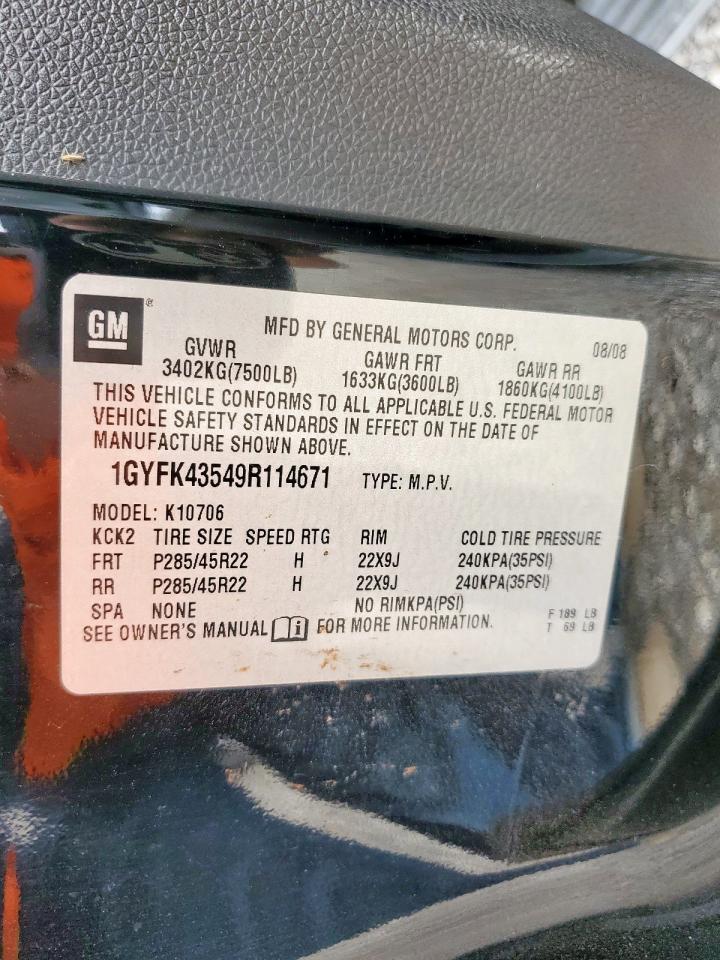 GM ®
MFD BY GENERAL MOTORS CORP. 08/08
GVWR GAWR FRT GAWR RR
3402KG(7500LB) 1633KG(3600LB) 1860KG(4100LB)
THIS VEHICLE CONFORMS TO ALL APPLICABLE U.S. FEDERAL MOTOR
VEHICLE SAFETY STANDARDS IN EFFECT ON THE DATE OF
MANUFACTURE SHOWN ABOVE.
1GYFK43549R114671 TYPE: M.P.V.
MODEL: K10706
KCK2 TIRE SIZE SPEED RTG RIM COLD TIRE PRESSURE
FRT P285/45R22 H 22X9J 240KPA(35PSI)
RR P285/45R22 H 22X9J 240KPA(35PSI)
SPA NONE NO RIMKPA(PSI)
SEE OWNER'S MANUAL i FOR MORE INFORMATION.
F 189 LB
T 69 LB